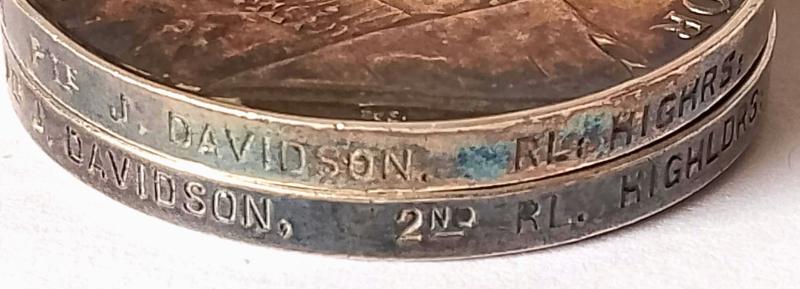 PTE J. DAVIDSON. RL. HIGHRS:
J. DAVIDSON, 2ND RL. HIGHLDRS.